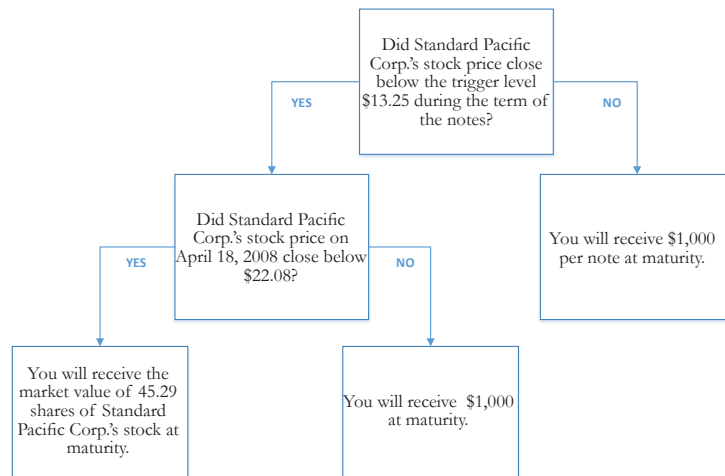 Did Standard Pacific
Corp.'s stock price close
below the trigger level
$13.25 during the term of
the notes?
YES
NO
Did Standard Pacific
Corp.'s stock price on
April 18, 2008 close below
$22.08?
You will receive $1,000
per note at maturity.
YES
NO
You will receive the
market value of 45.29
shares of Standard
Pacific Corp.'s stock at
maturity.
You will receive $1,000
at maturity.